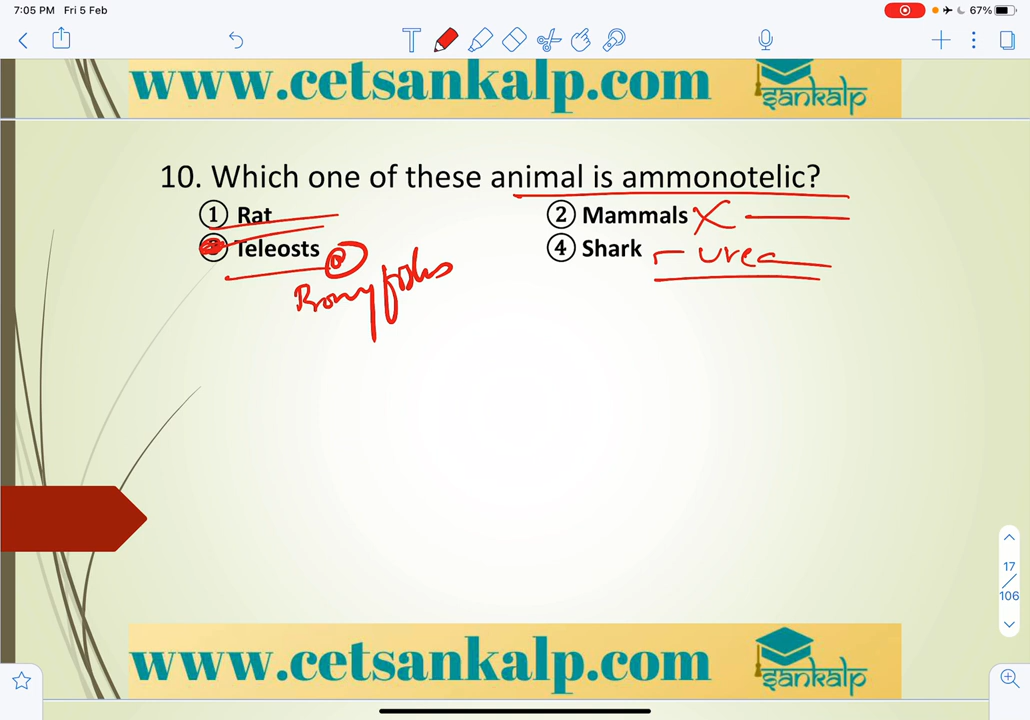 7:05 PM Fri 5 Feb
67%
www.cetsankalp.com
sankalp
10. Which one of these animal is ammonotelic?
① Rat
② Mammals
Teleosts
④ Shark urea
Bony fishes
17
106
www.cetsankalp.com
sankalp